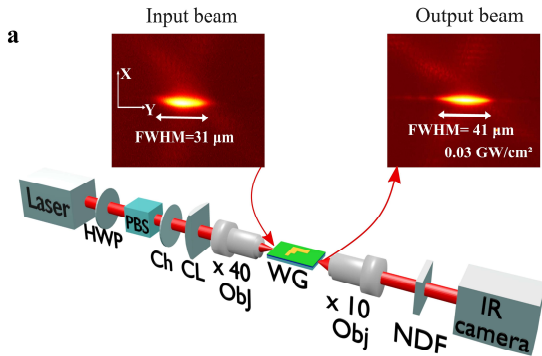 Input beam
Output beam
a
X
Y
FWHM=31 μm
FWHM= 41 μm
0.03 GW/cm²
Laser
HWP
PBS
Ch
CL
x 40
ObJ
WG
x 10
Obj
NDF
IR
camera